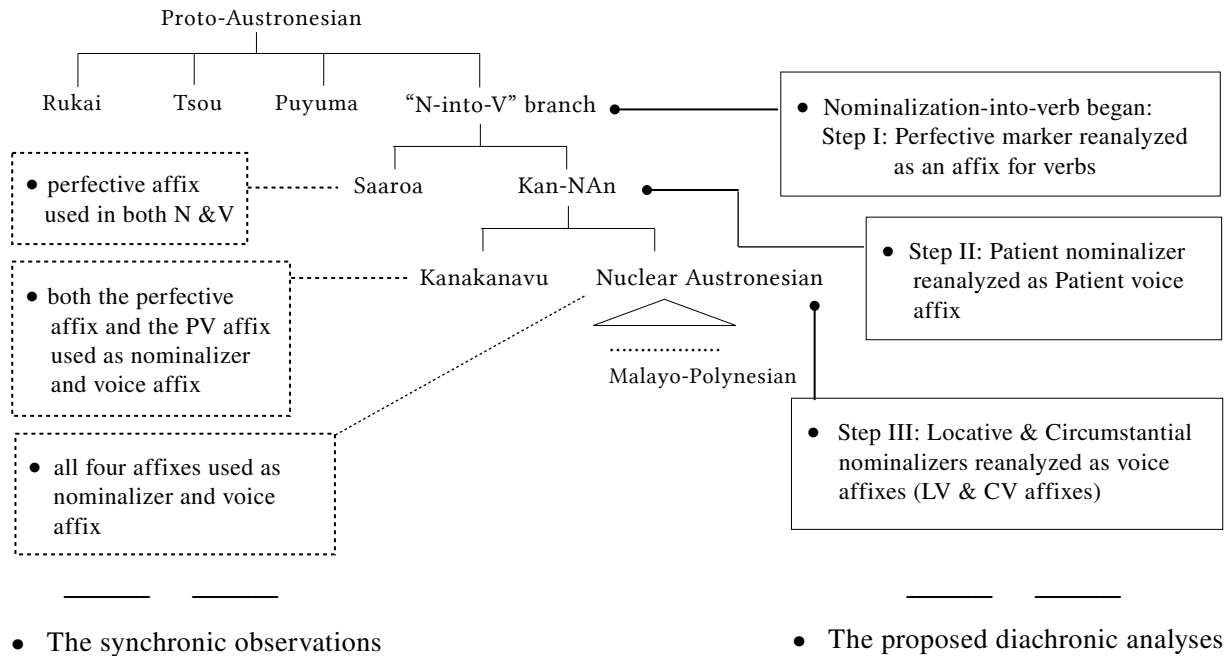 Proto-Austronesian
Rukai
Tsou
Puyuma
“N-into-V” branch
• Nominalization-into-verb began:
Step I: Perfective marker reanalyzed
as an affix for verbs
• perfective affix
used in both N &V
Saaroa
Kan-NAn
• Step II: Patient nominalizer
reanalyzed as Patient voice
affix
• both the perfective
affix and the PV affix
used as nominalizer
and voice affix
Kanakanavu
Nuclear Austronesian
Malayo-Polynesian
• Step III: Locative & Circumstantial
nominalizers reanalyzed as voice
affixes (LV & CV affixes)
• all four affixes used as
nominalizer and voice
affix
• The synchronic observations
• The proposed diachronic analyses